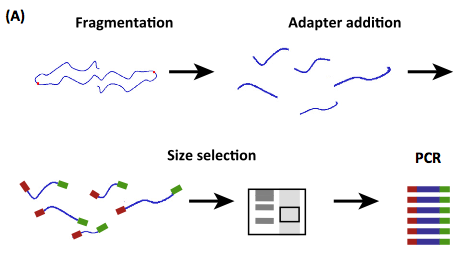 (A)
Fragmentation
Adapter addition
Size selection
PCR